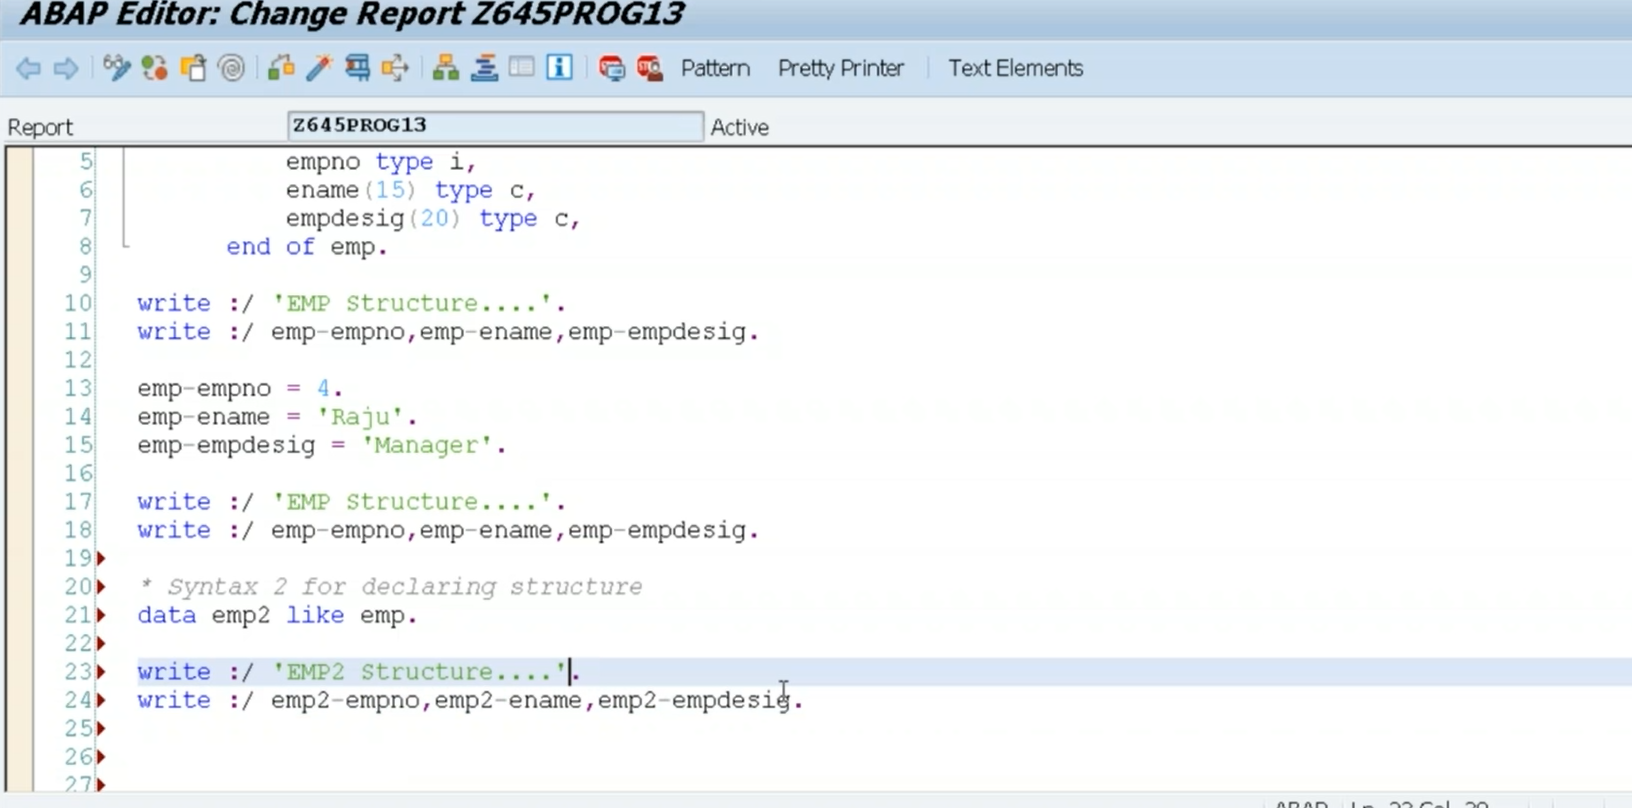 ABAP Editor: Change Report Z645PROG13
Pattern Pretty Printer Text Elements
Report Z645PROG13 Active
5 empno type i,
6 ename(15) type c,
7 empdesig(20) type c,
8 end of emp.
9
10 write :/ 'EMP Structure....'.
11 write :/ emp-empno,emp-ename,emp-empdesig.
12
13 emp-empno = 4.
14 emp-ename = 'Raju'.
15 emp-empdesig = 'Manager'.
16
17 write :/ 'EMP Structure....'.
18 write :/ emp-empno,emp-ename,emp-empdesig.
19
20 * Syntax 2 for declaring structure
21 data emp2 like emp.
22
23 write :/ 'EMP2 Structure....'.
24 write :/ emp2-empno,emp2-ename,emp2-empdesig.
25
26
27